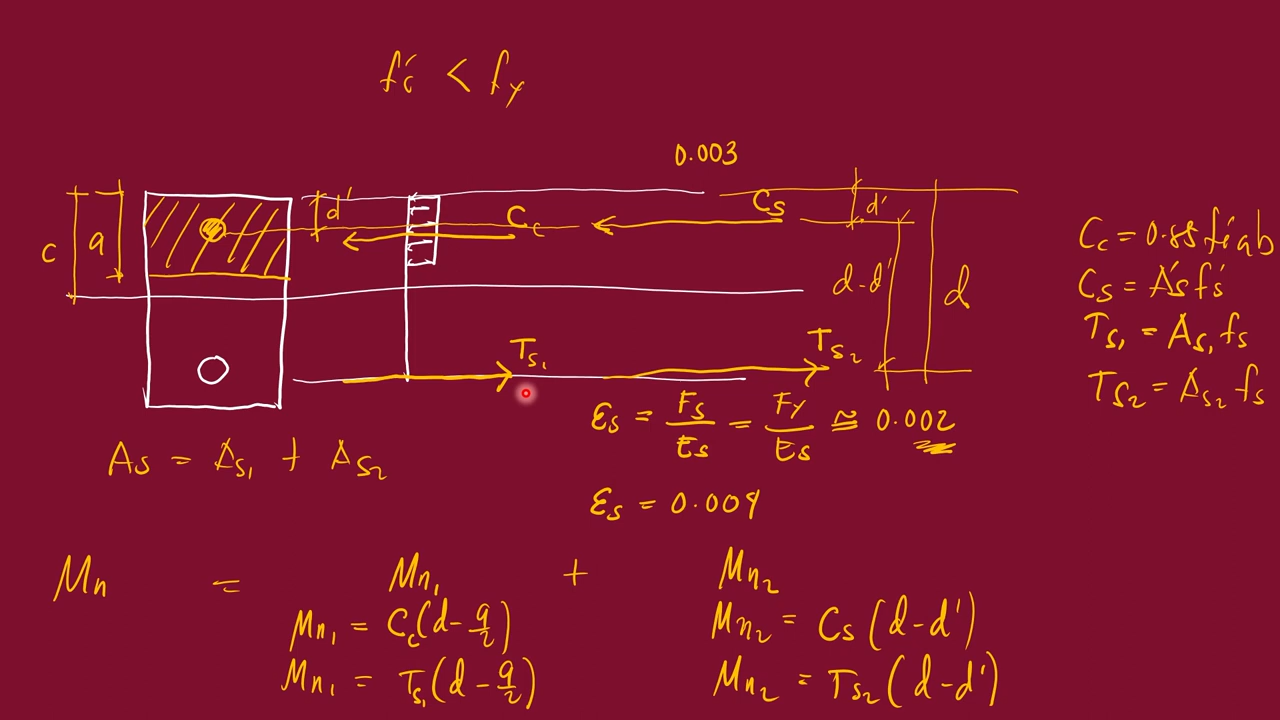 f'c < fy
0.003
c a d' Cc Cs d'
d-d' d
Ts1 Ts2
Cc = 0.85f'c ab
Cs = A's f's
Ts1 = As1 fs
Ts2 = As2 fs
εs = Fs/Es = Fy/Es ≅ 0.002
As = As1 + As2
εs = 0.004
Mn = Mn1 + Mn2
Mn1 = Cc(d-a/2)
Mn2 = Cs(d-d')
Mn1 = Ts1(d-a/2)
Mn2 = Ts2(d-d')